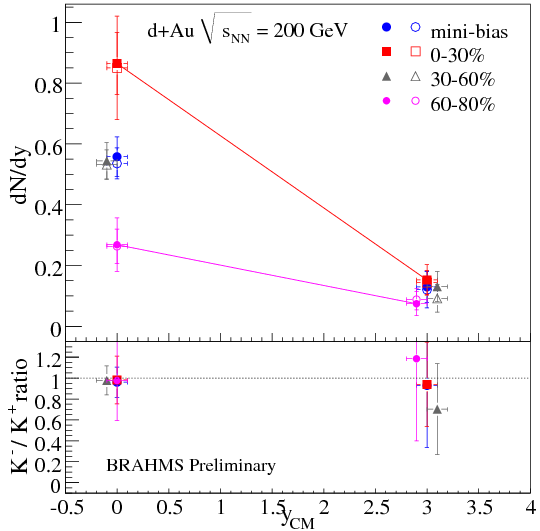 d+Au √s_NN = 200 GeV
mini-bias
0-30%
30-60%
60-80%
dN/dy
1
0.8
0.6
0.4
0.2
0
K⁻/ K⁺ ratio
1.2
1
0.8
0.6
0.4
0.2
0
BRAHMS Preliminary
-0.5 0 0.5 1 1.5 2 2.5 3 3.5 4
y_CM